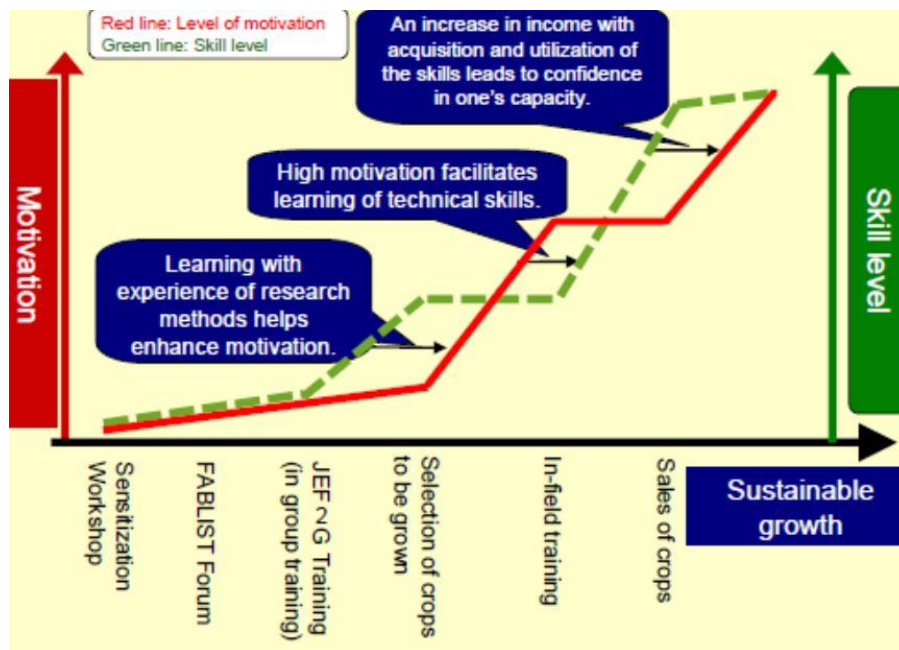 Red line: Level of motivation
Green line: Skill level
An increase in income with
acquisition and utilization of
the skills leads to confidence
in one's capacity.
High motivation facilitates
learning of technical skills.
Learning with
experience of research
methods helps
enhance motivation.
Motivation
Skill level
Sensitization
Workshop
FABLIST Forum
JEF～G Training
(in group training)
Selection of crops
to be grown
In-field training
Sales of crops
Sustainable
growth